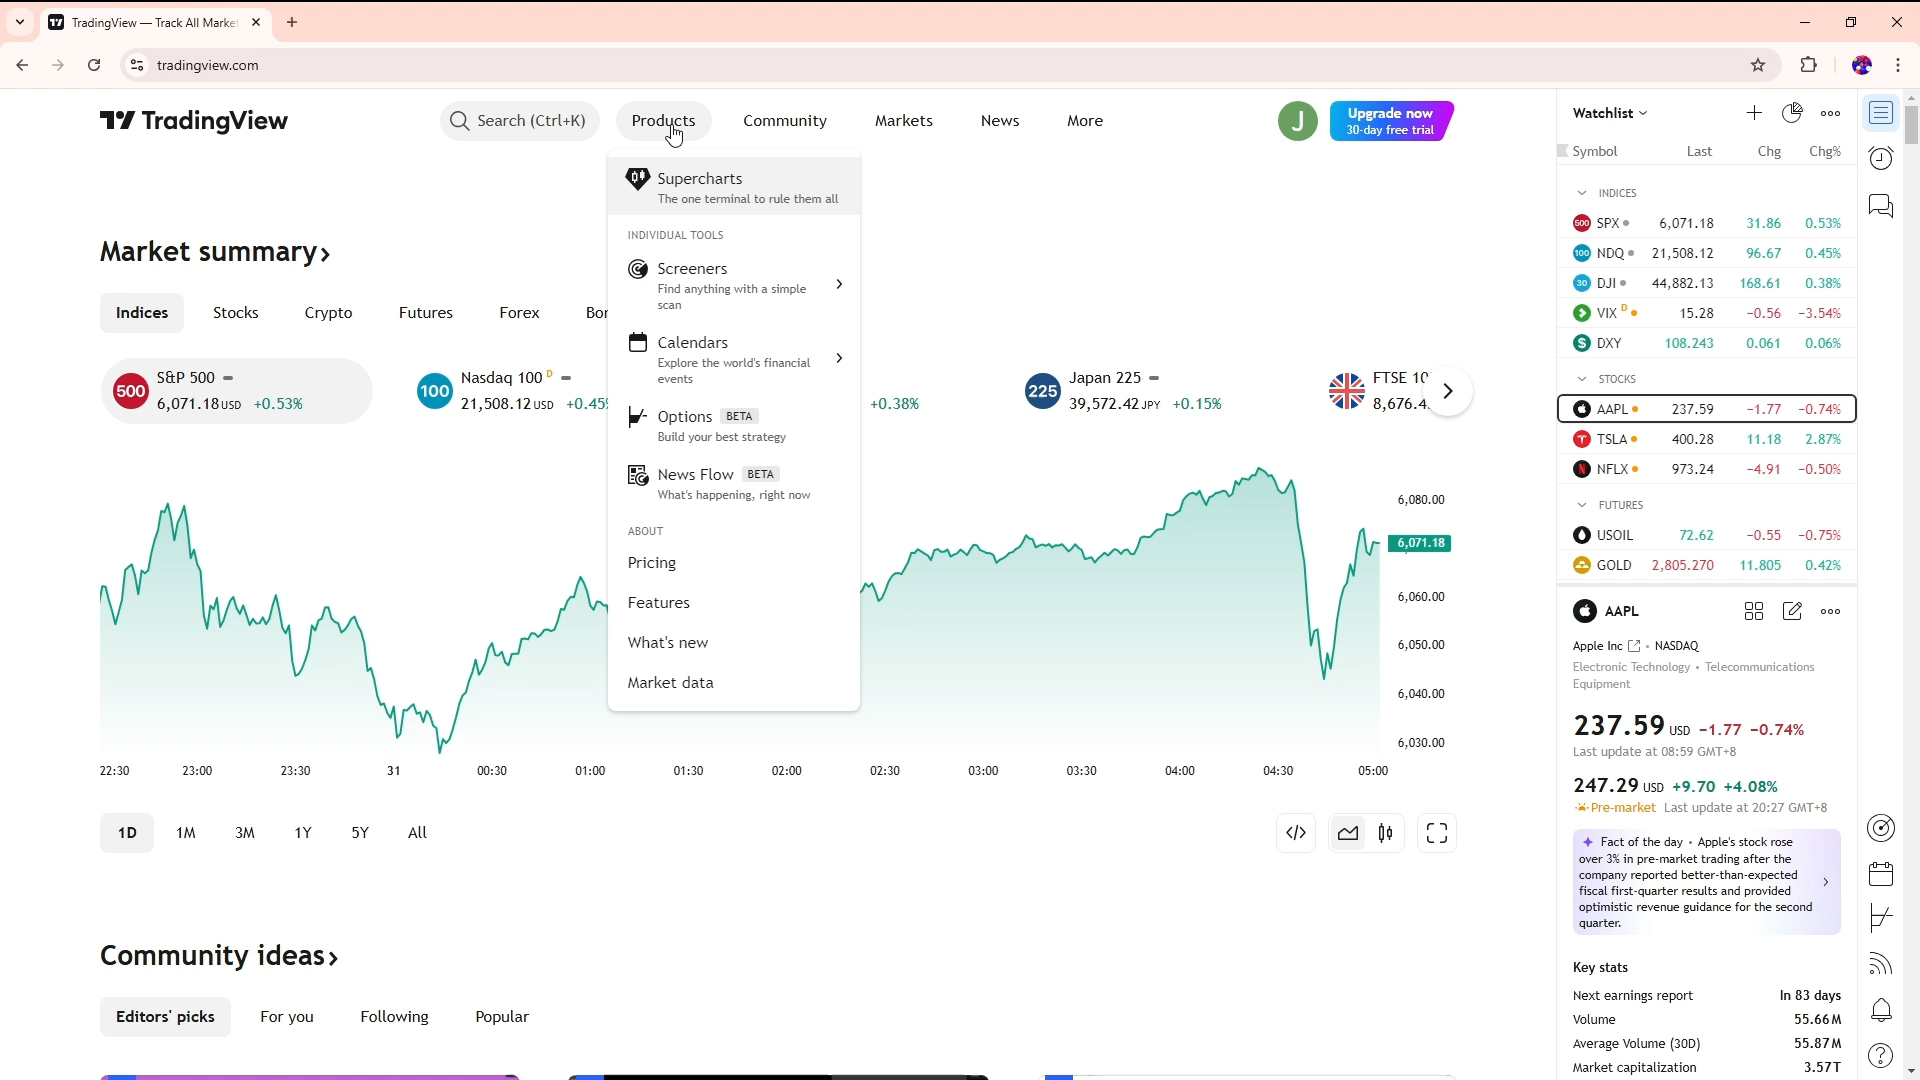 TradingView — Track All Marke
tradingview.com
TradingView
Search (Ctrl+K)
Products
Community
Markets
News
More
J
Upgrade now
30-day free trial
Supercharts
The one terminal to rule them all
INDIVIDUAL TOOLS
Screeners
Find anything with a simple
scan
Calendars
Explore the world's financial
events
Options BETA
Build your best strategy
News Flow BETA
What's happening, right now
ABOUT
Pricing
Features
What's new
Market data
Market summary ›
Indices
Stocks
Crypto
Futures
Forex
500
S&P 500
6,071.18 USD +0.53%
100
Nasdaq 100 D
21,508.12 USD
+0.38%
225
Japan 225
39,572.42 JPY +0.15%
FTSE
6,080.00
6,071.18
6,060.00
6,050.00
6,040.00
6,030.00
22:30 23:00 23:30 31 00:30 01:00 01:30 02:00 02:30 03:00 03:30 04:00 04:30 05:00
1D 1M 3M 1Y 5Y All
Community ideas ›
Editors' picks
For you
Following
Popular
Watchlist
Symbol Last Chg Chg%
INDICES
500 SPX 6,071.18 31.86 0.53%
100 NDQ 21,508.12 96.67 0.45%
30 DJI 44,882.13 168.61 0.38%
VIX D 15.28 −0.56 −3.54%
$ DXY 108.243 0.061 0.06%
STOCKS
AAPL 237.59 −1.77 −0.74%
TSLA 400.28 11.18 2.87%
NFLX 973.24 −4.91 −0.50%
FUTURES
USOIL 72.62 −0.55 −0.75%
GOLD 2,805.270 11.805 0.42%
AAPL
Apple Inc • NASDAQ
Electronic Technology • Telecommunications
Equipment
237.59 USD −1.77 −0.74%
Last update at 08:59 GMT+8
247.29 USD +9.70 +4.08%
Pre-market Last update at 20:27 GMT+8
Fact of the day • Apple's stock rose
over 3% in pre-market trading after the
company reported better-than-expected
fiscal first-quarter results and provided
optimistic revenue guidance for the second
quarter.
Key stats
Next earnings report In 83 days
Volume 55.66M
Average Volume (30D) 55.87M
Market capitalization 3.57T